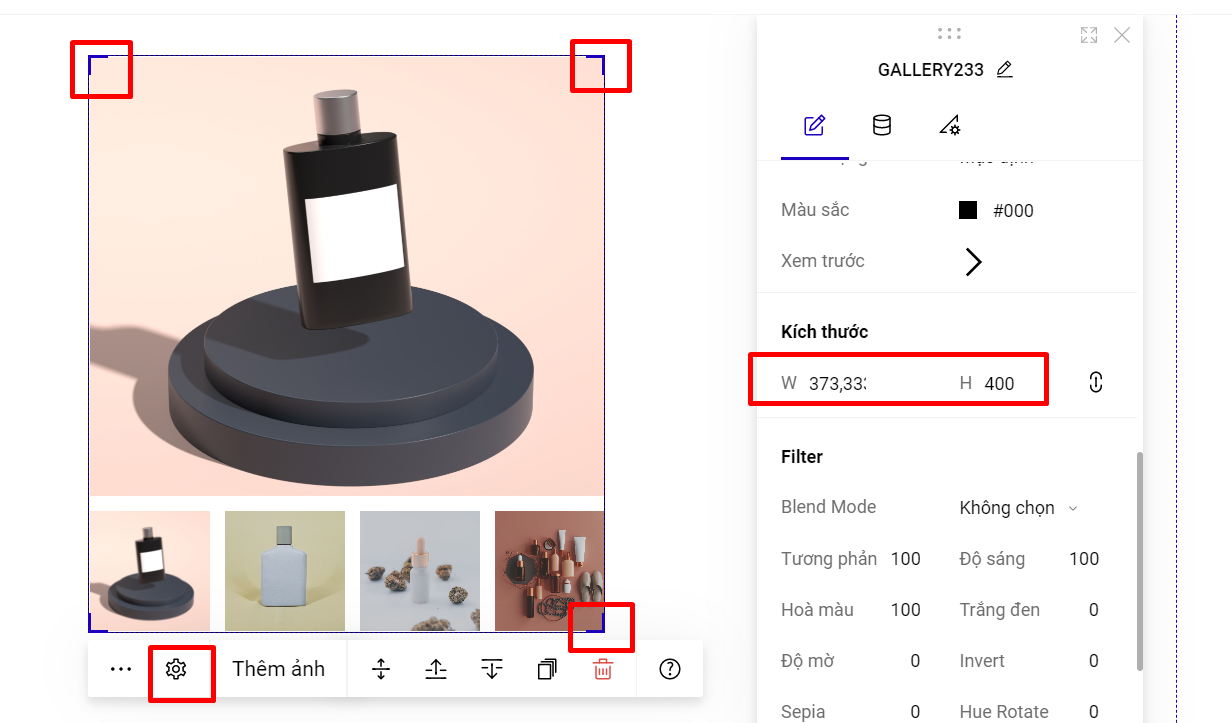 GALLERY233
Màu sắc #000
Xem trước
Kích thước
W 373,33 H 400
Filter
Blend Mode Không chọn
Tương phản 100 Độ sáng 100
Hoà màu 100 Trắng đen 0
Độ mờ 0 Invert 0
Sepia 0 Hue Rotate 0
Thêm ảnh